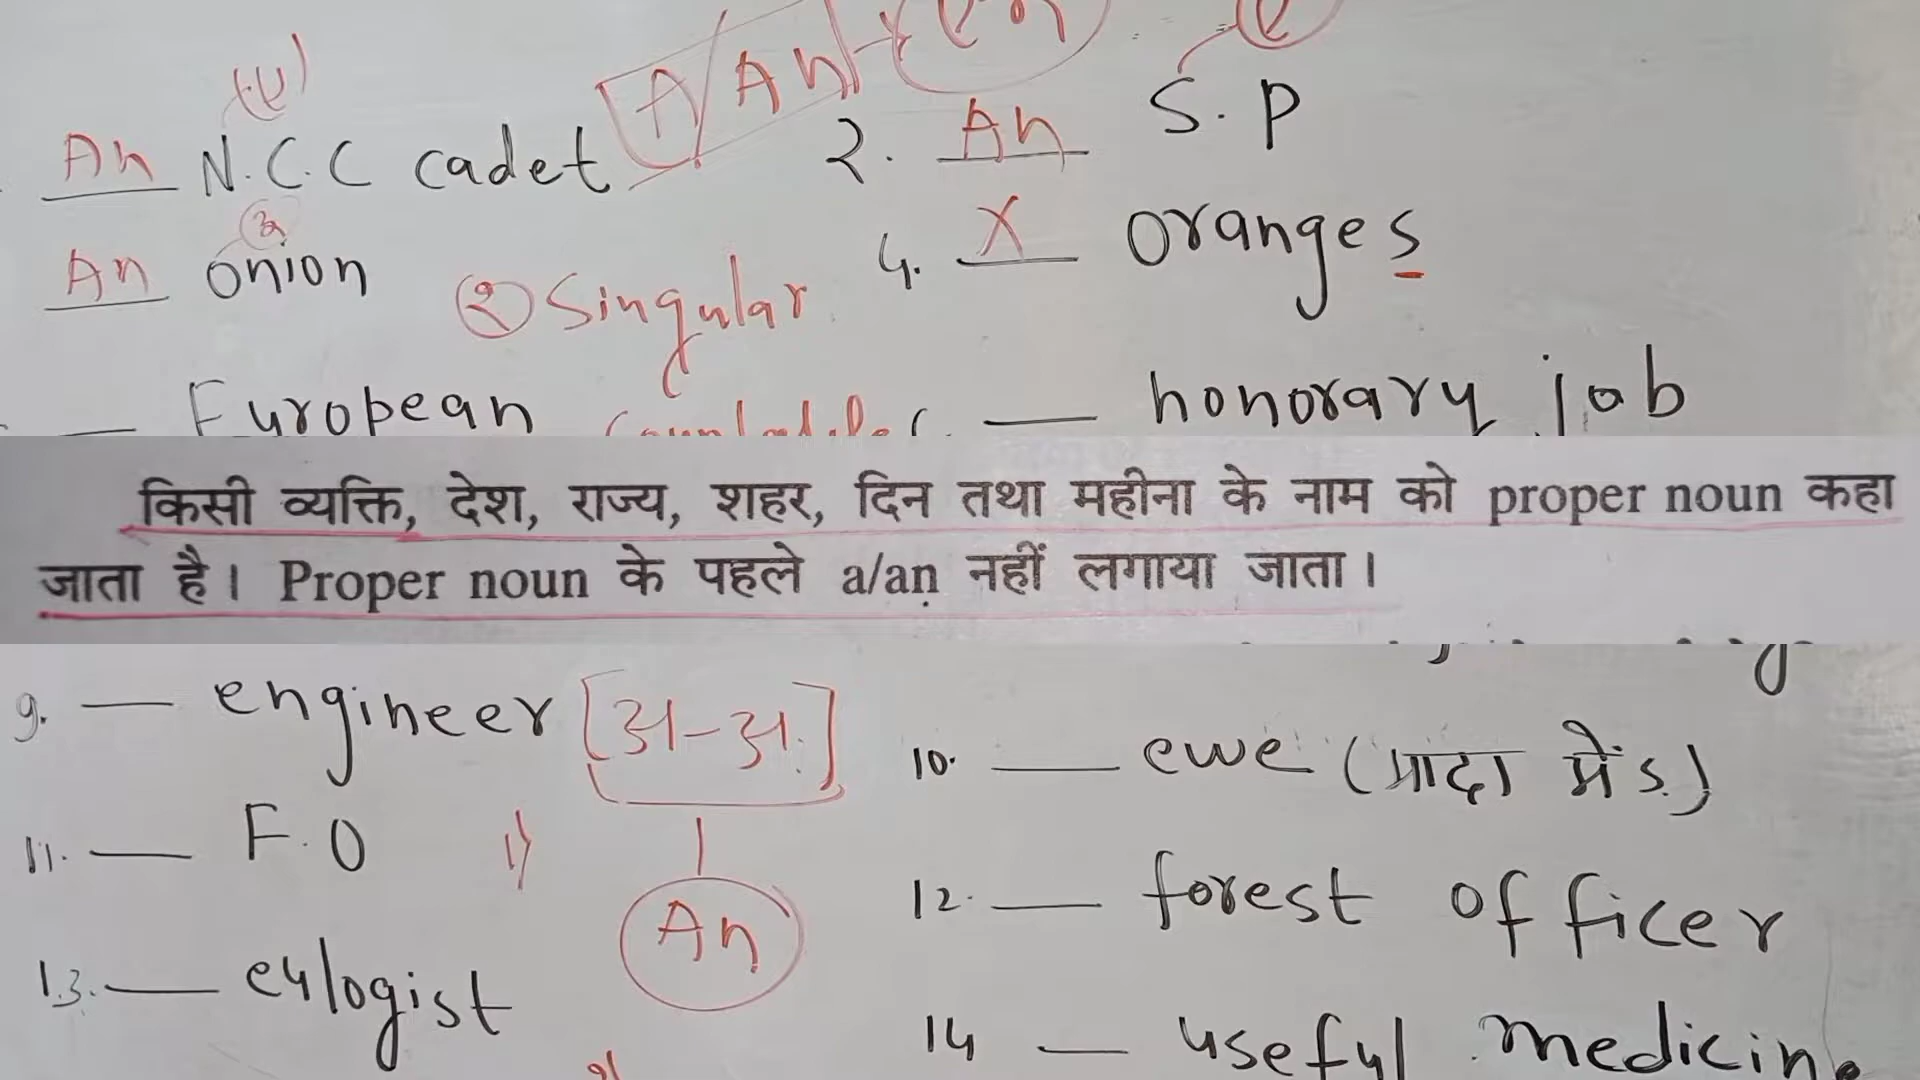 (ए)
A/An
An N.C.C cadet
2. An S.P
An onion
② Singular
4. X oranges
— European
— honorary job
किसी व्यक्ति, देश, राज्य, शहर, दिन तथा महीना के नाम को proper noun कहा
जाता है। Proper noun के पहले a/an नहीं लगाया जाता।
9. — engineer [अ-अ:]
10. — ewe (मादा भेंड़)
11. — F.O
1)
An
12. — forest officer
13. — eulogist
14 — useful medicine